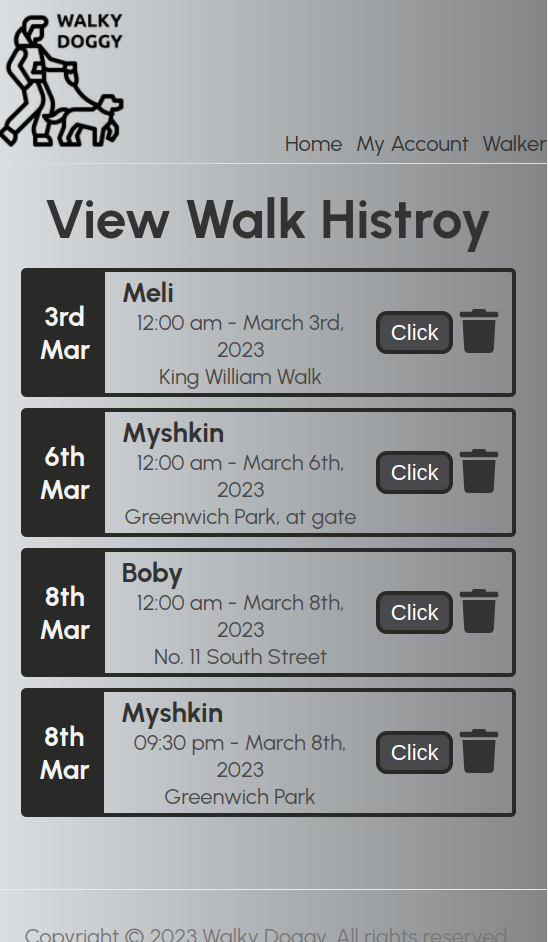 WALKY
DOGGY
Home My Account Walker
View Walk Histroy
3rd
Mar
Meli
12:00 am - March 3rd,
2023
King William Walk
Click
6th
Mar
Myshkin
12:00 am - March 6th,
2023
Greenwich Park, at gate
Click
8th
Mar
Boby
12:00 am - March 8th,
2023
No. 11 South Street
Click
8th
Mar
Myshkin
09:30 pm - March 8th,
2023
Greenwich Park
Click
Copyright © 2023 Walky Doggy. All rights reserved.